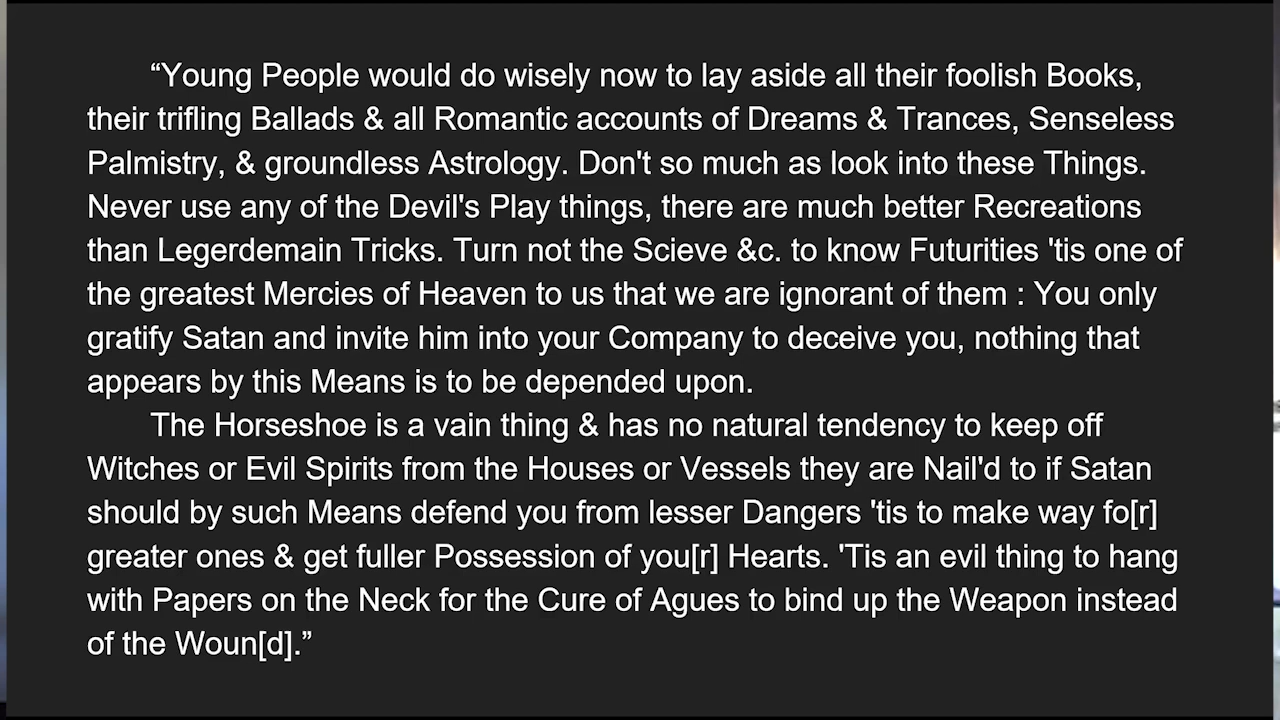 “Young People would do wisely now to lay aside all their foolish Books,
their trifling Ballads & all Romantic accounts of Dreams & Trances, Senseless
Palmistry, & groundless Astrology. Don't so much as look into these Things.
Never use any of the Devil's Play things, there are much better Recreations
than Legerdemain Tricks. Turn not the Scieve &c. to know Futurities 'tis one of
the greatest Mercies of Heaven to us that we are ignorant of them : You only
gratify Satan and invite him into your Company to deceive you, nothing that
appears by this Means is to be depended upon.
The Horseshoe is a vain thing & has no natural tendency to keep off
Witches or Evil Spirits from the Houses or Vessels they are Nail'd to if Satan
should by such Means defend you from lesser Dangers 'tis to make way fo[r]
greater ones & get fuller Possession of you[r] Hearts. 'Tis an evil thing to hang
with Papers on the Neck for the Cure of Agues to bind up the Weapon instead
of the Woun[d].”